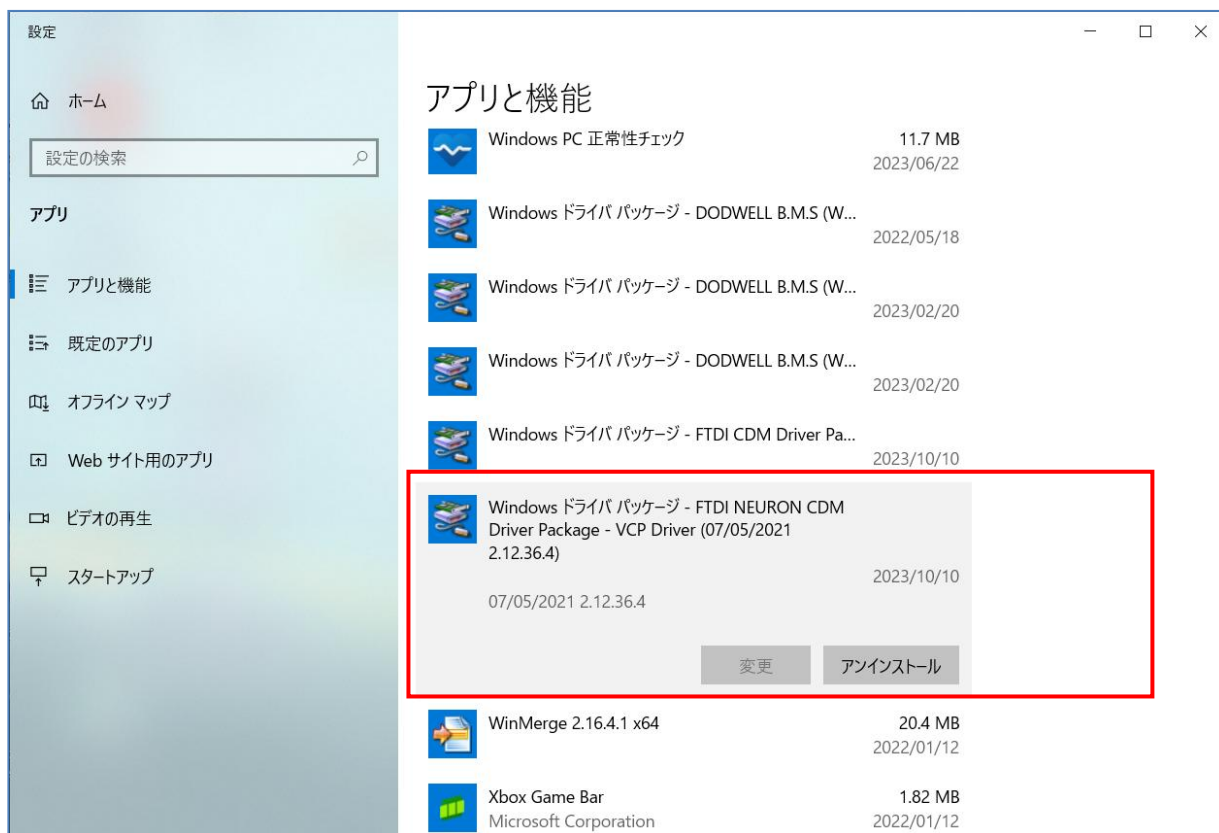 設定
ホーム
設定の検索
アプリ
アプリと機能
既定のアプリ
オフライン マップ
Web サイト用のアプリ
ビデオの再生
スタートアップ
アプリと機能
Windows PC 正常性チェック
11.7 MB
2023/06/22
Windows ドライバ パッケージ - DODWELL B.M.S (W...
2022/05/18
Windows ドライバ パッケージ - DODWELL B.M.S (W...
2023/02/20
Windows ドライバ パッケージ - DODWELL B.M.S (W...
2023/02/20
Windows ドライバ パッケージ - FTDI CDM Driver Pa...
2023/10/10
Windows ドライバ パッケージ - FTDI NEURON CDM
Driver Package - VCP Driver (07/05/2021
2.12.36.4)
2023/10/10
07/05/2021 2.12.36.4
変更
アンインストール
WinMerge 2.16.4.1 x64
20.4 MB
2022/01/12
Xbox Game Bar
1.82 MB
Microsoft Corporation
2022/01/12